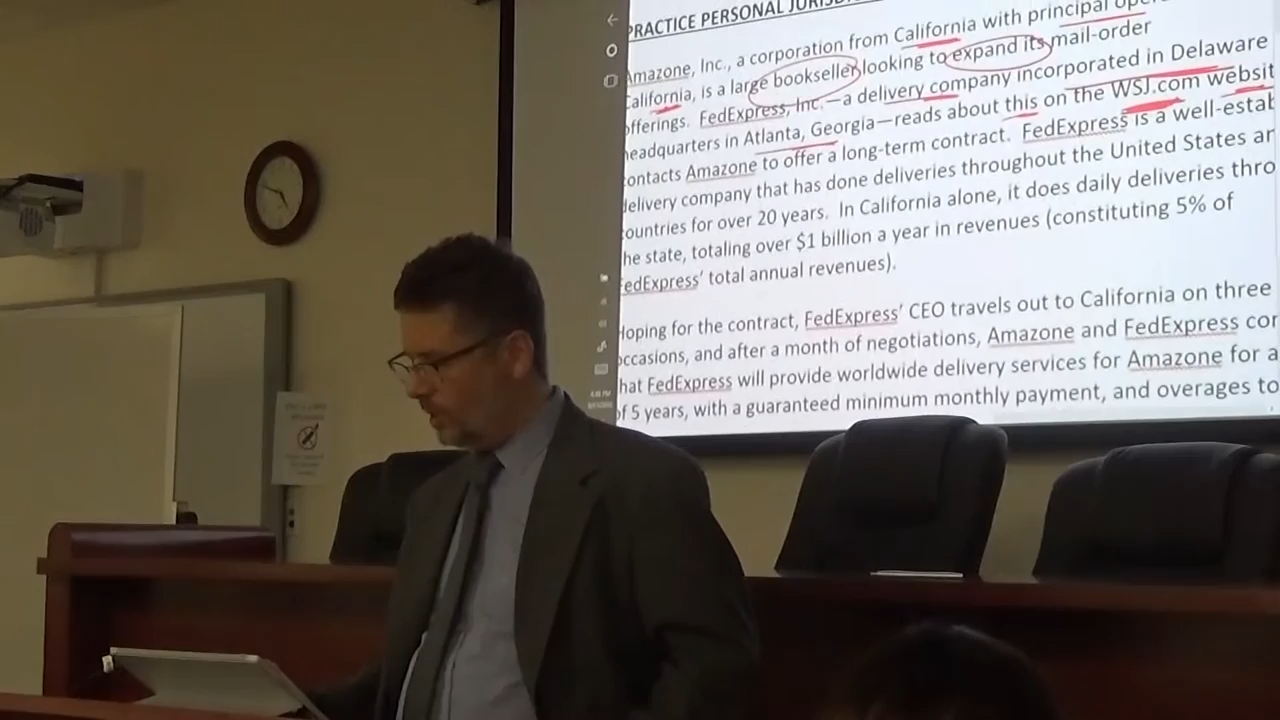 PRACTICE PERSONAL
Amazone, Inc., a corporation from California with principal
California, is a large bookseller looking to expand its mail-order
offerings. FedExpress, Inc.—a delivery company incorporated in Delaware
headquarters in Atlanta, Georgia—reads about this on the WSJ.com websit
contacts Amazone to offer a long-term contract. FedExpress is a well-estab
delivery company that has done deliveries throughout the United States an
countries for over 20 years. In California alone, it does daily deliveries thro
the state, totaling over $1 billion a year in revenues (constituting 5% of
FedExpress’ total annual revenues).
Hoping for the contract, FedExpress’ CEO travels out to California on three
occasions, and after a month of negotiations, Amazone and FedExpress con
that FedExpress will provide worldwide delivery services for Amazone for a
of 5 years, with a guaranteed minimum monthly payment, and overages to